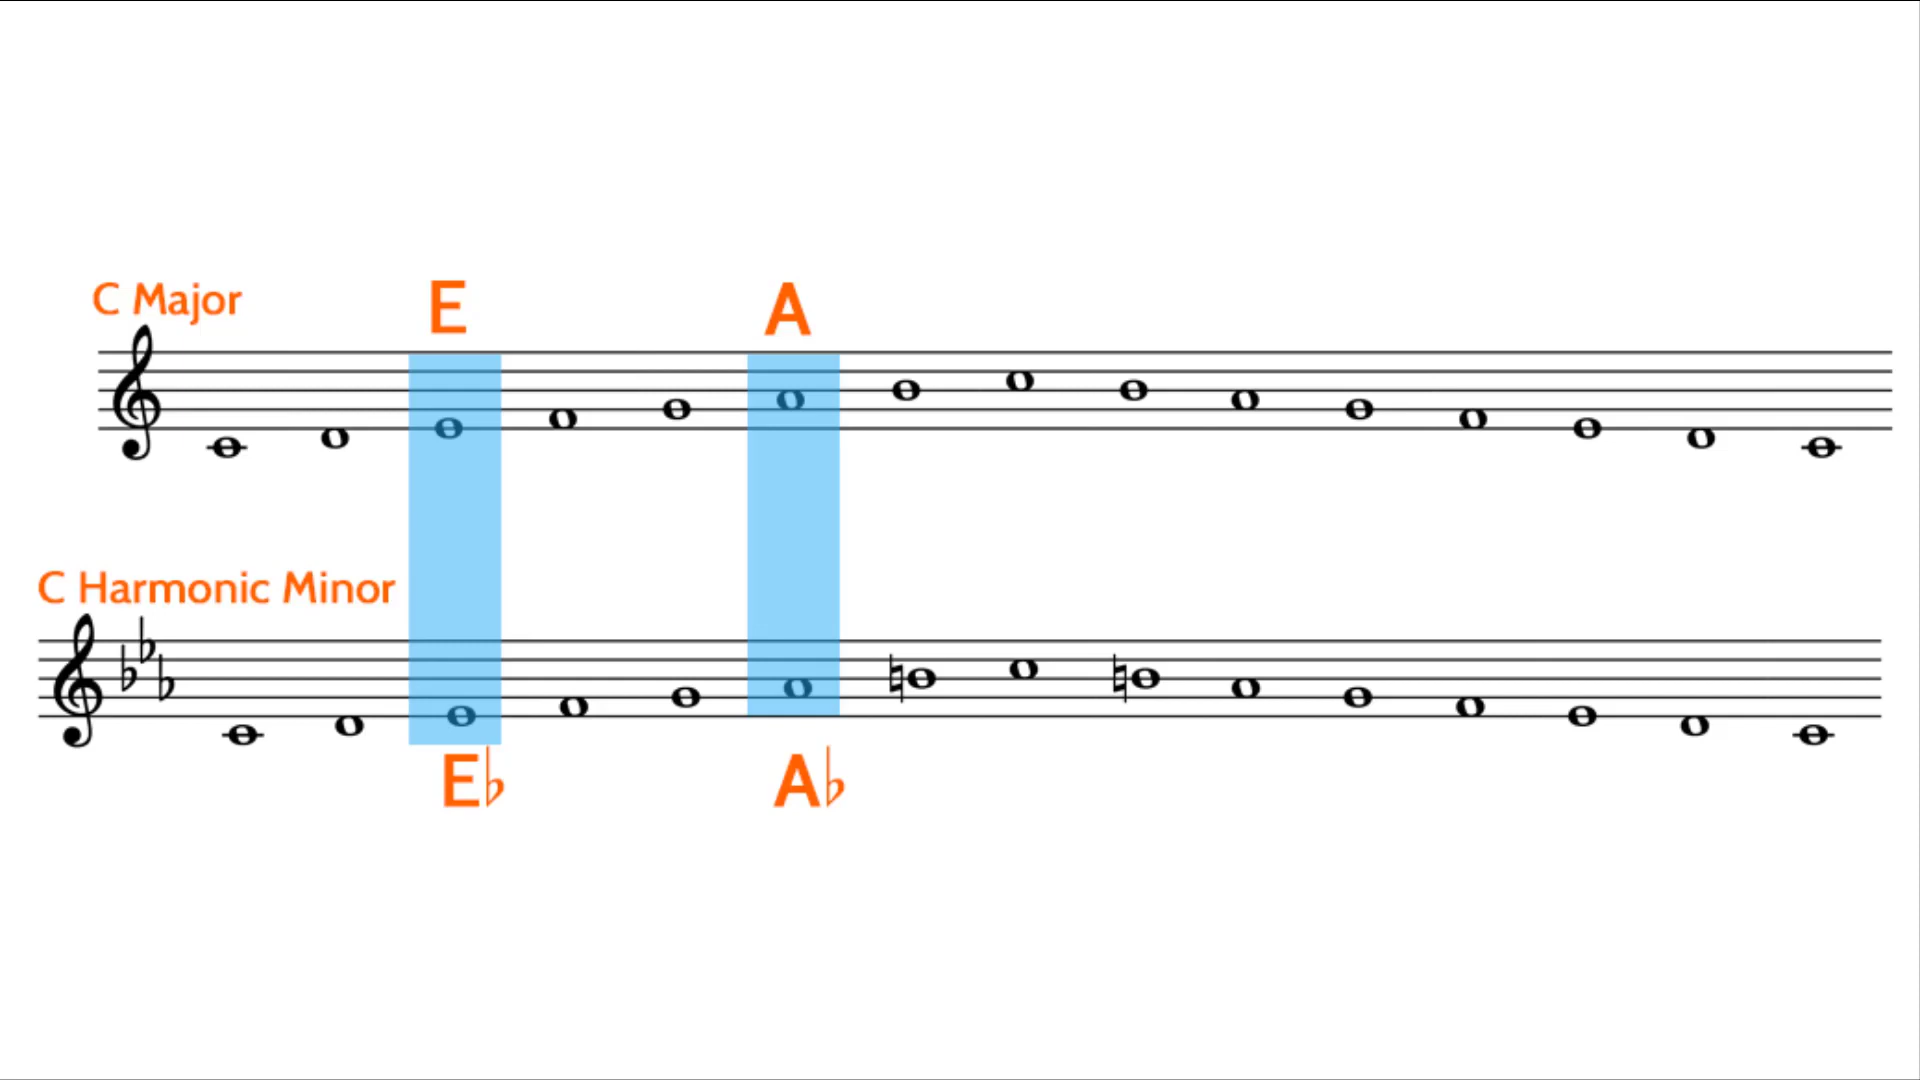 C Major
E
A
C Harmonic Minor
E♭
A♭